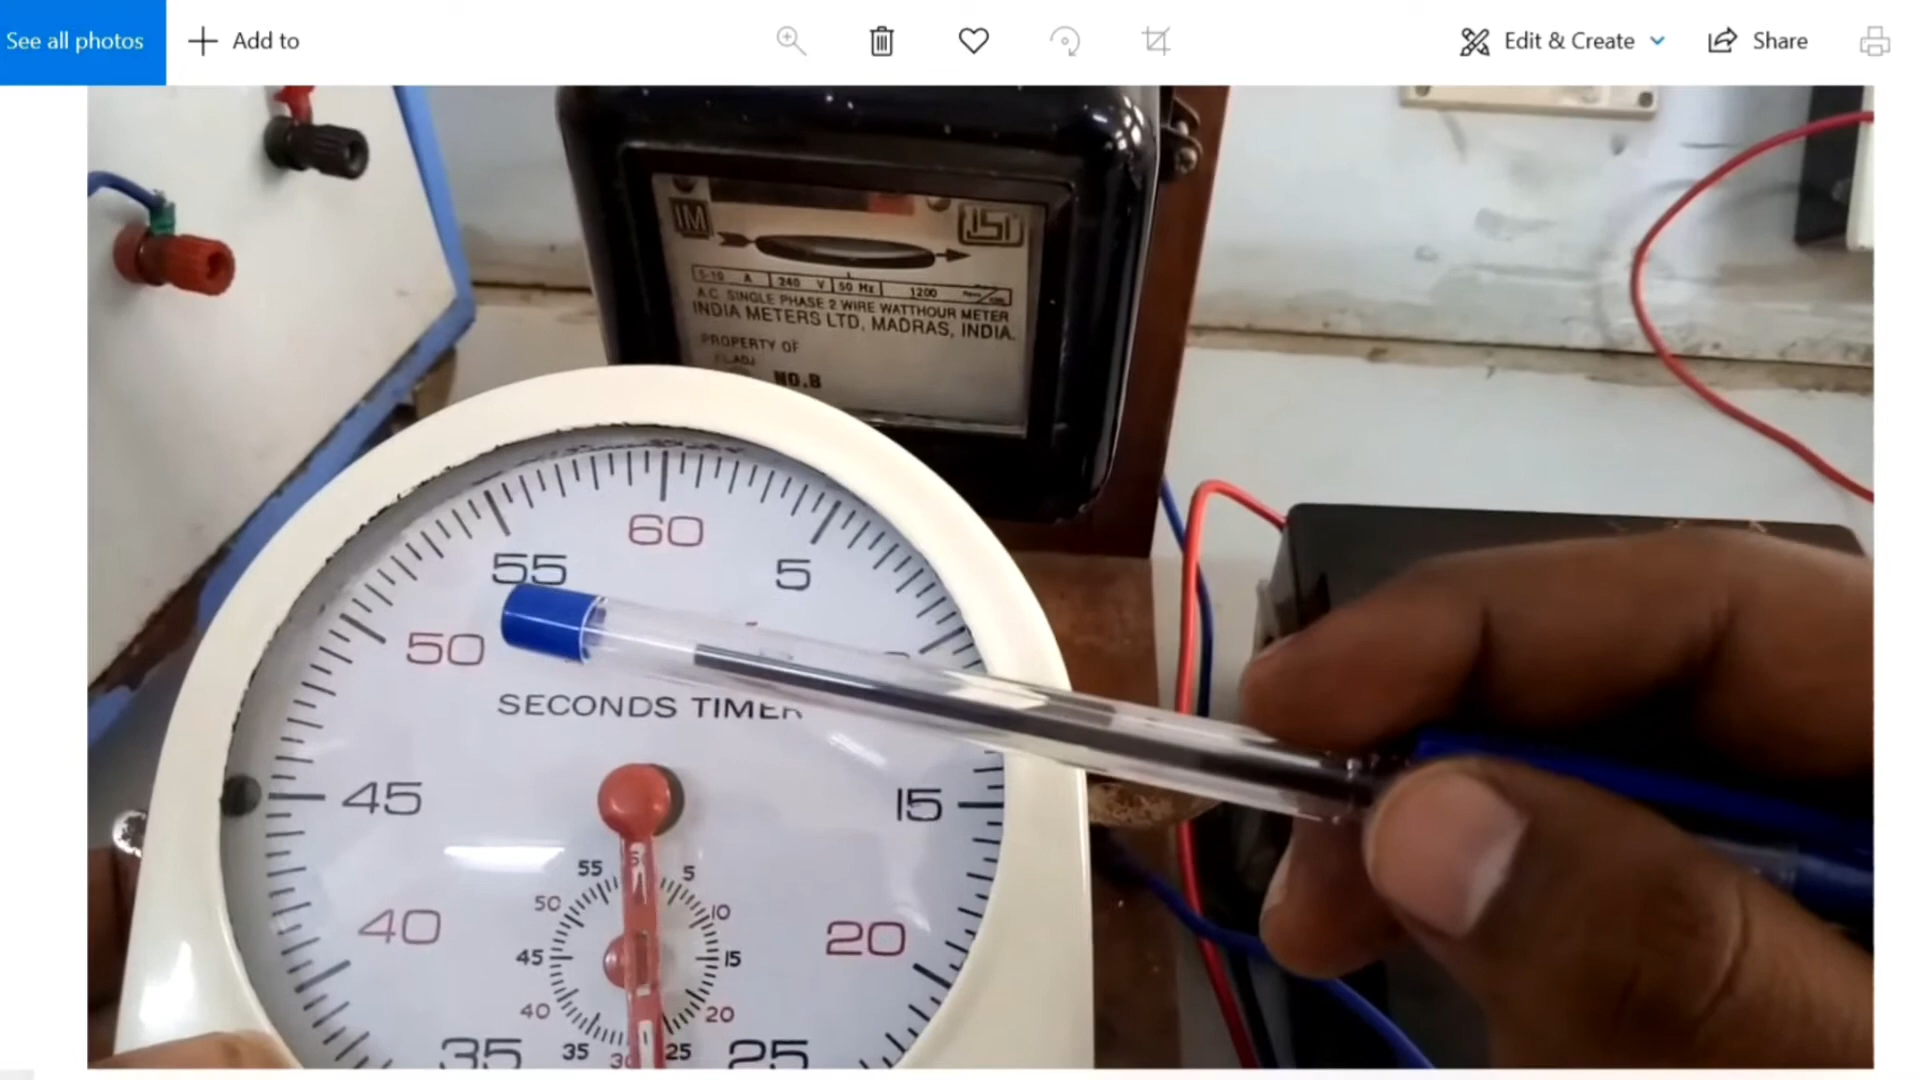 See all photos
Add to
Edit & Create
Share
IM
ISI
5-10 A 240 V 50 Hz 1200
A.C. SINGLE PHASE 2 WIRE WATTHOUR METER
INDIA METERS LTD, MADRAS, INDIA.
PROPERTY OF
NO.8
60
55
5
50
SECONDS TIMER
45
15
40
20
35
25
55
5
50
10
45
15
40
20
35
30
25